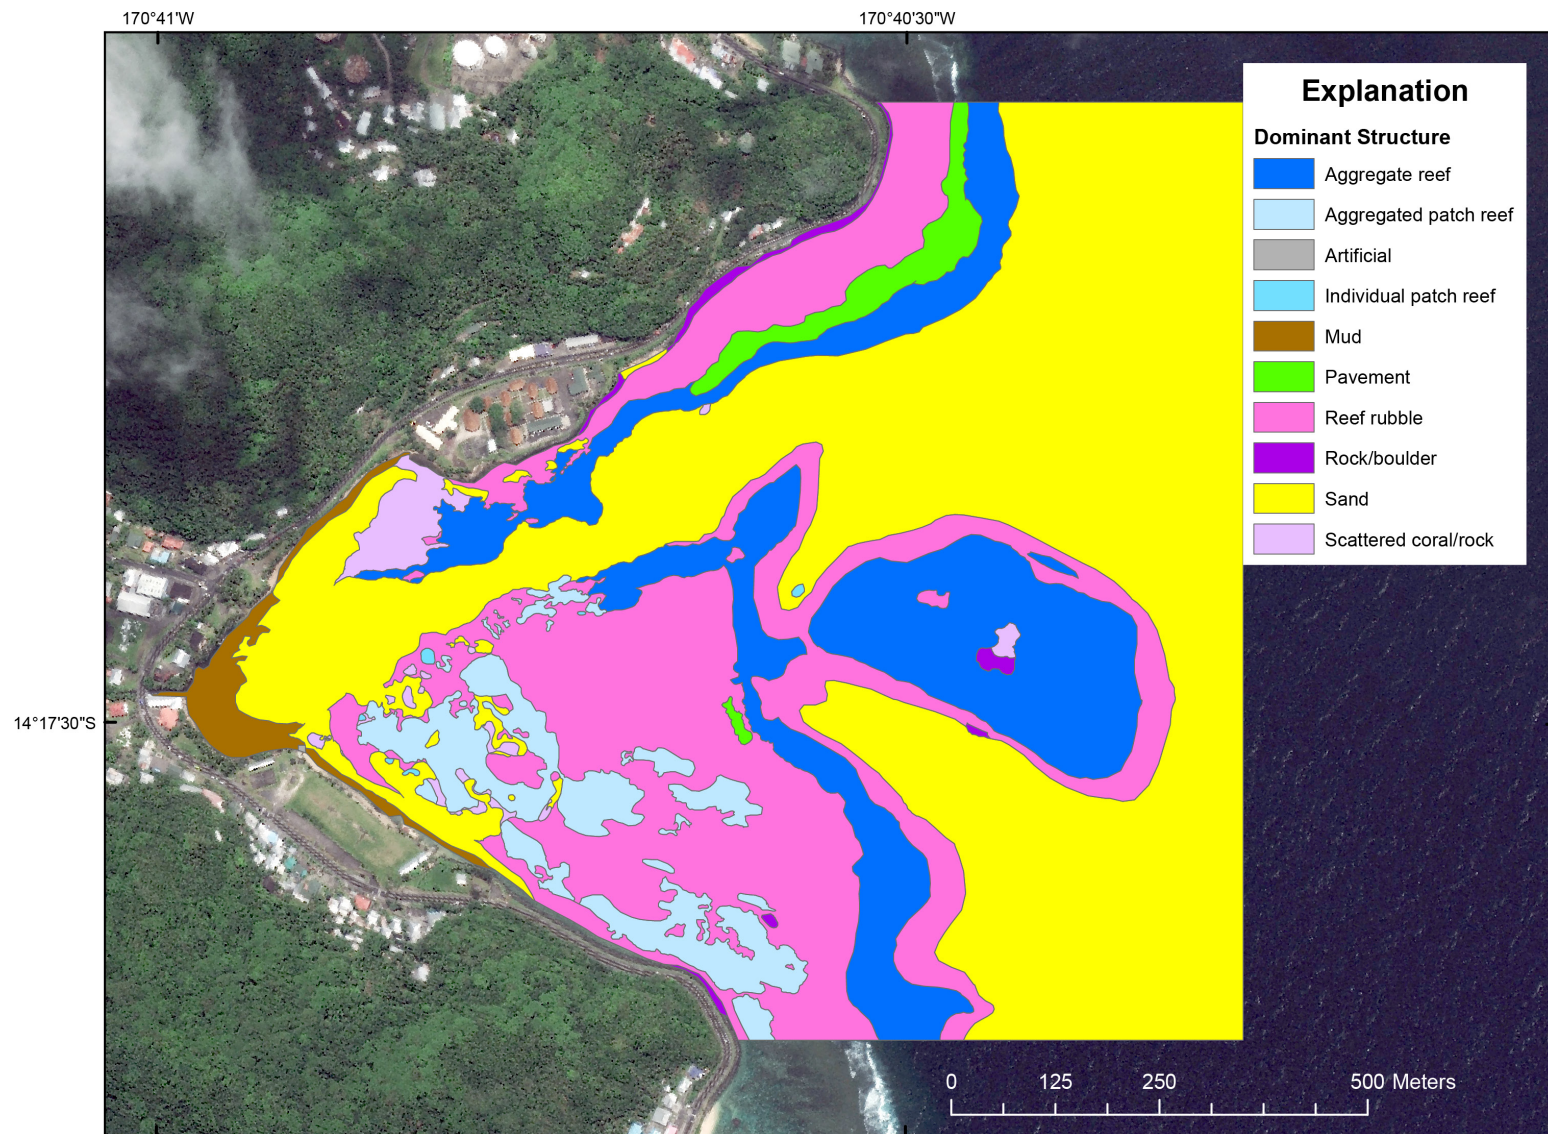 170°41'W
170°40'30"W
Explanation
Dominant Structure
Aggregate reef
Aggregated patch reef
Artificial
Individual patch reef
Mud
Pavement
Reef rubble
Rock/boulder
Sand
Scattered coral/rock
14°17'30"S
0 125 250 500 Meters